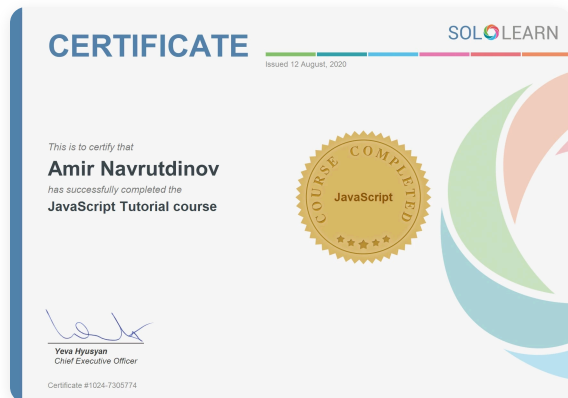 CERTIFICATE
SOLOLEARN
Issued 12 August, 2020
This is to certify that
Amir Navrutdinov
has successfully completed the
JavaScript Tutorial course
COURSE COMPLETED
JavaScript
Yeva Hyusyan
Chief Executive Officer
Certificate #1024-7305774